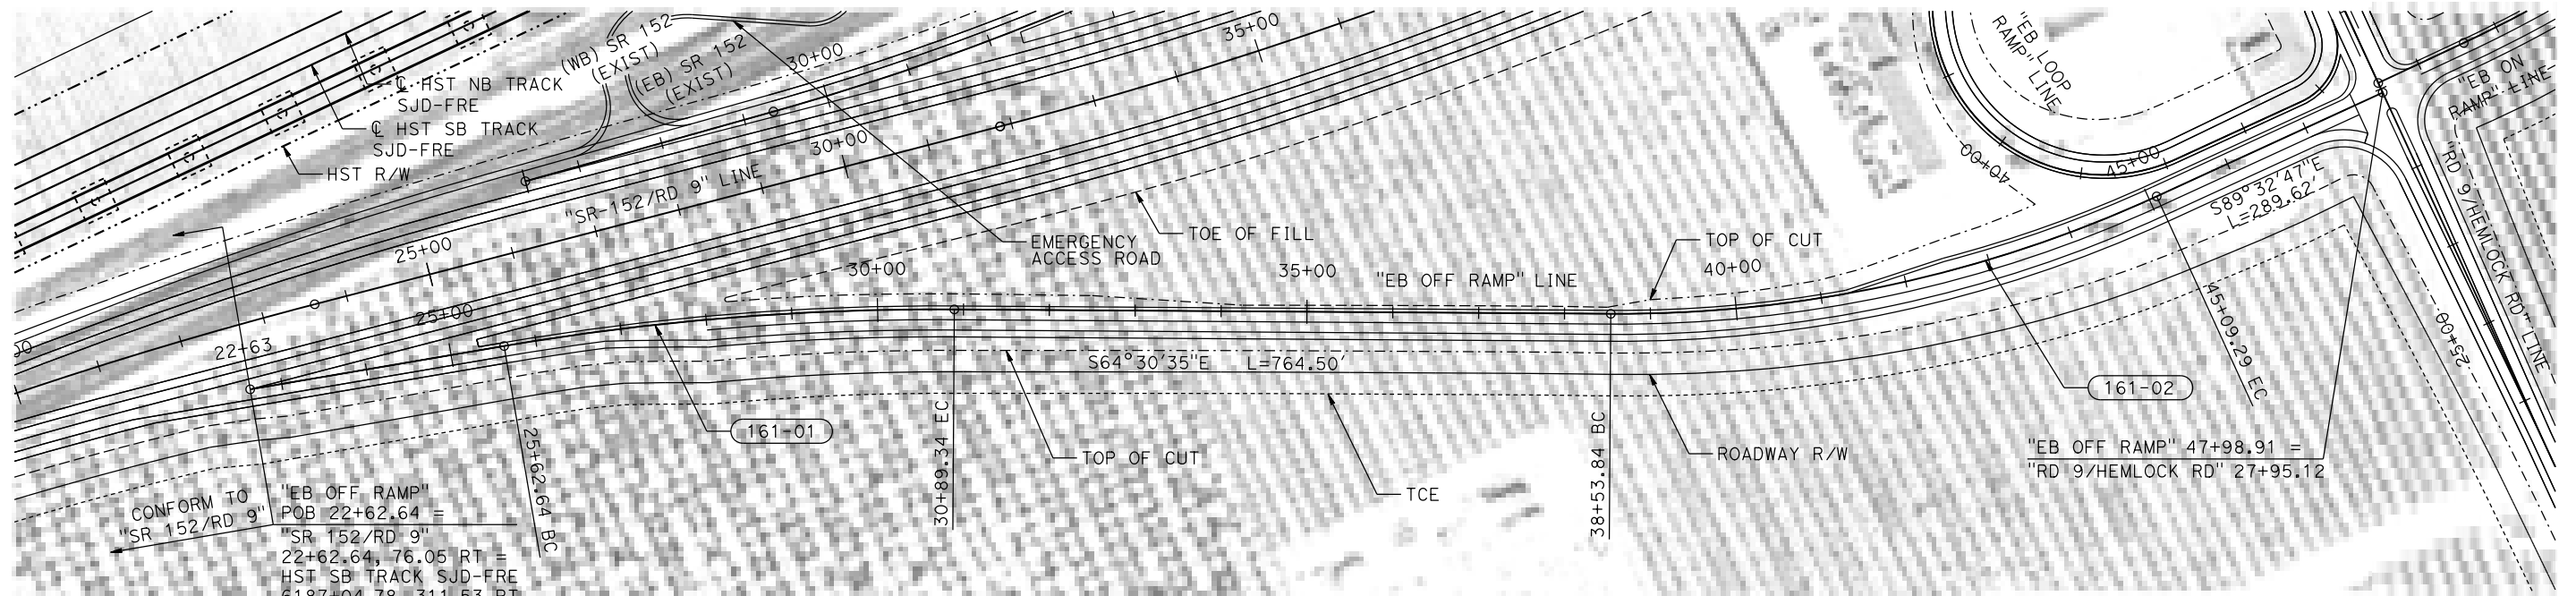 ℄ HST NB TRACK
SJD-FRE
℄ HST SB TRACK
SJD-FRE
HST R/W
(WB) SR 152
(EXIST)
(EB) SR 152
(EXIST)
30+00
35+00
30+00
"SR-152/RD 9" LINE
25+00
25+00
22+63
EMERGENCY
ACCESS ROAD
TOE OF FILL
30+00
35+00
"EB OFF RAMP" LINE
TOP OF CUT
40+00
"EB LOOP
RAMP" LINE
40+00
45+00
"EB ON
RAMP" LINE
S89°32'47"E
L=289.62'
"RD 9/HEMLOCK RD" LINE
25+00
45+09.29 EC
161-02
S64°30'35"E L=764.50'
161-01
TOP OF CUT
TCE
ROADWAY R/W
25+62.64 BC
30+89.34 EC
38+53.84 BC
"EB OFF RAMP" 47+98.91 =
"RD 9/HEMLOCK RD" 27+95.12
CONFORM TO
"SR 152/RD 9"
"EB OFF RAMP"
POB 22+62.64 =
"SR 152/RD 9"
22+62.64, 76.05 RT =
HST SB TRACK SJD-FRE
6187+04.78, 311.53 RT